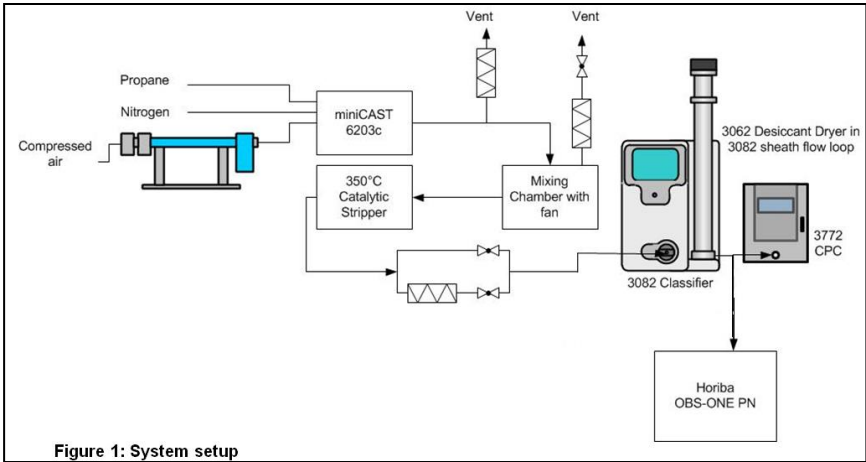 Vent
Vent
Propane
Nitrogen
Compressed
air
miniCAST
6203c
3062 Desiccant Dryer in
3082 sheath flow loop
350°C
Catalytic
Stripper
Mixing
Chamber with
fan
3772
CPC
3082 Classifier
Horiba
OBS-ONE PN
Figure 1: System setup